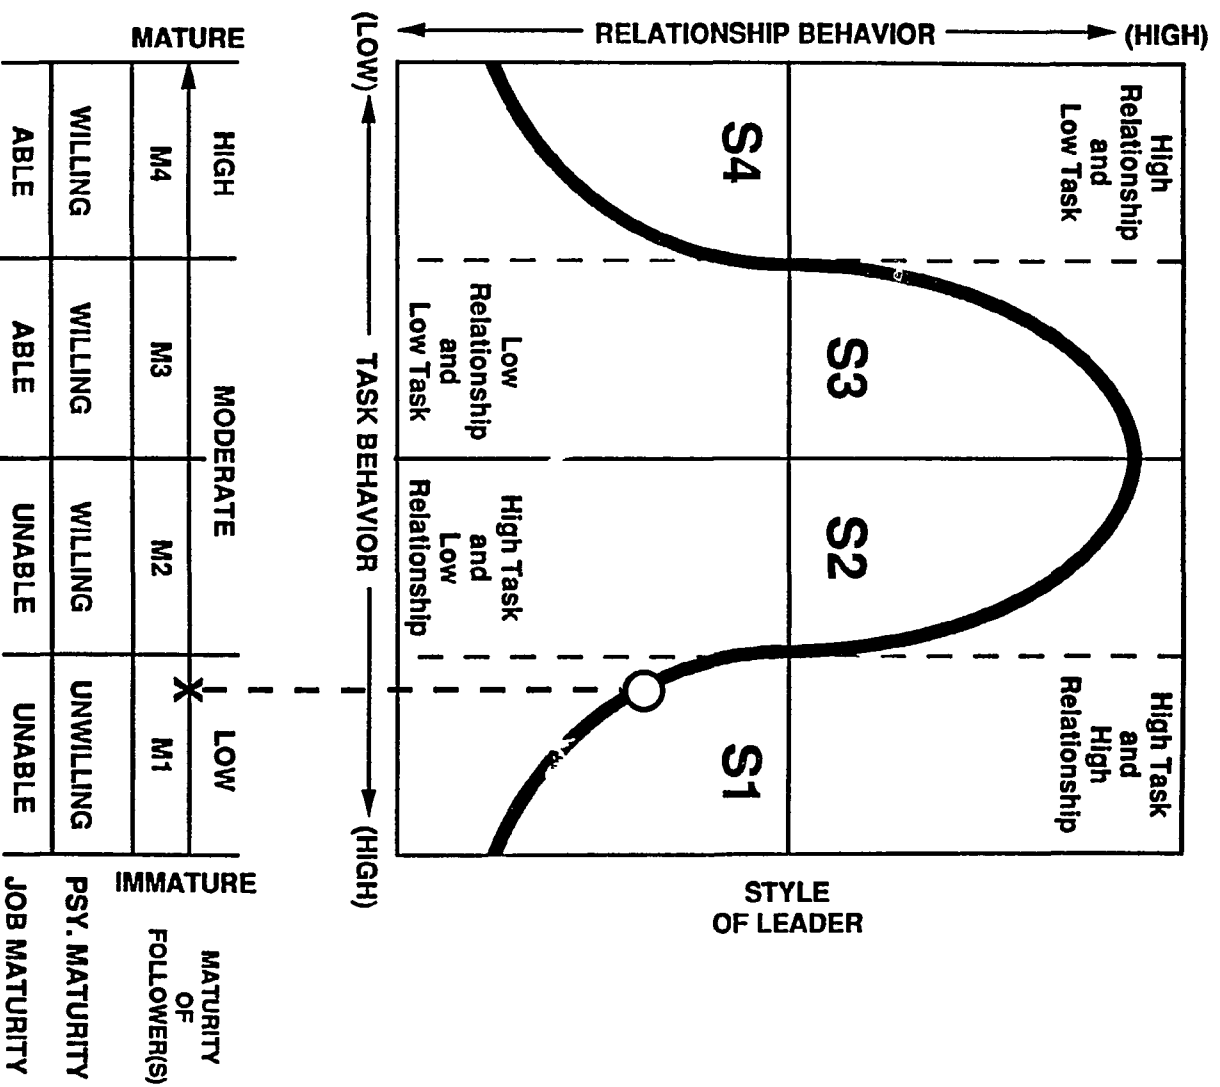 MATURE
(LOW)
RELATIONSHIP BEHAVIOR
(HIGH)
High
Relationship
and
Low Task
S4
Low
Relationship
and
Low Task
S3
High Task
and
Low
Relationship
S2
High Task
and
High
Relationship
S1
STYLE
OF LEADER
TASK BEHAVIOR
(HIGH)
HIGH
MODERATE
LOW
M4
M3
M2
X
M1
WILLING
WILLING
WILLING
UNWILLING
ABLE
ABLE
UNABLE
UNABLE
IMMATURE
MATURITY
OF
FOLLOWER(S)
PSY. MATURITY
JOB MATURITY